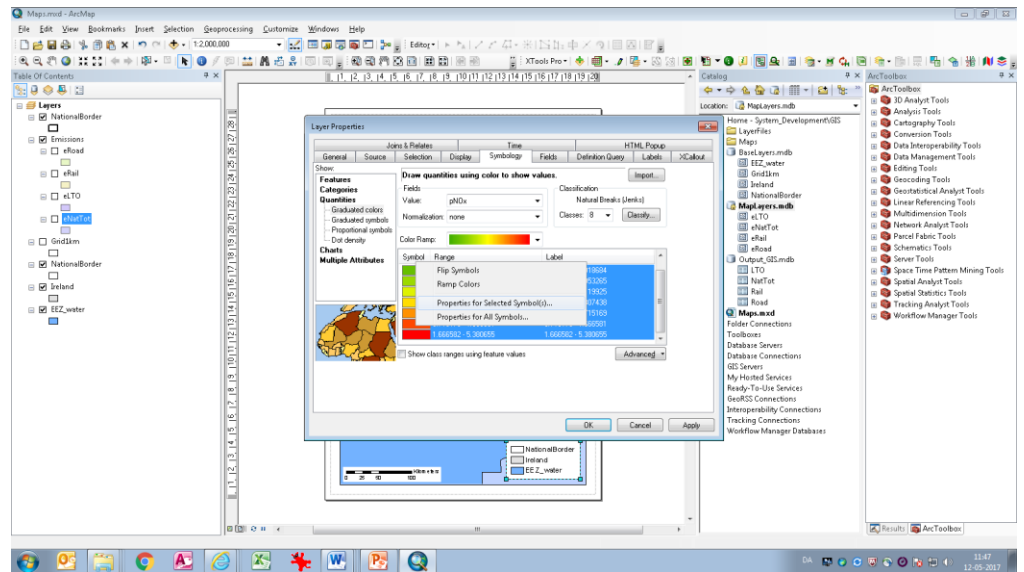 Maps.mxd - ArcMap
File Edit View Bookmarks Insert Selection Geoprocessing Customize Windows Help
1:2,000,000
Editor
XTools Pro
Table Of Contents
Layers
NationalBorder
Emissions
eRoad
eRail
eLTO
eNatTot
Grid1km
NationalBorder
Ireland
EEZ_water
Layer Properties
Joins & Relates Time HTML Popup
General Source Selection Display Symbology Fields Definition Query Labels XCallout
Show:
Features
Categories
Quantities
Graduated colors
Graduated symbols
Proportional symbols
Dot density
Charts
Multiple Attributes
Draw quantities using color to show values.
Import...
Fields
Value: pNOx
Normalization: none
Classification
Natural Breaks (Jenks)
Classes: 8
Classify...
Color Ramp:
Symbol Range Label
Flip Symbols
Ramp Colors
Properties for Selected Symbol(s)...
Properties for All Symbols...
1.666582 - 5.380655 1.666582 - 5.380655
Show class ranges using feature values
Advanced
OK Cancel Apply
NationalBorder
Ireland
EEZ_water
Kilometers
0 25 50 100
Catalog
Location: MapLayers.mdb
Home - System_Development\GIS
LayerFiles
Maps
BaseLayers.mdb
EEZ_water
Grid1km
Ireland
NationalBorder
MapLayers.mdb
eLTO
eNatTot
eRail
eRoad
Output_GIS.mdb
LTO
NatTot
Rail
Road
Maps.mxd
Folder Connections
Toolboxes
Database Servers
Database Connections
GIS Servers
My Hosted Services
Ready-To-Use Services
GeoRSS Connections
Interoperability Connections
Tracking Connections
Workflow Manager Databases
ArcToolbox
ArcToolbox
3D Analyst Tools
Analysis Tools
Cartography Tools
Conversion Tools
Data Interoperability Tools
Data Management Tools
Editing Tools
Geocoding Tools
Geostatistical Analyst Tools
Linear Referencing Tools
Multidimension Tools
Network Analyst Tools
Parcel Fabric Tools
Schematics Tools
Server Tools
Space Time Pattern Mining Tools
Spatial Analyst Tools
Spatial Statistics Tools
Tracking Analyst Tools
Workflow Manager Tools
Results ArcToolbox
DA
11:47
12-05-2017